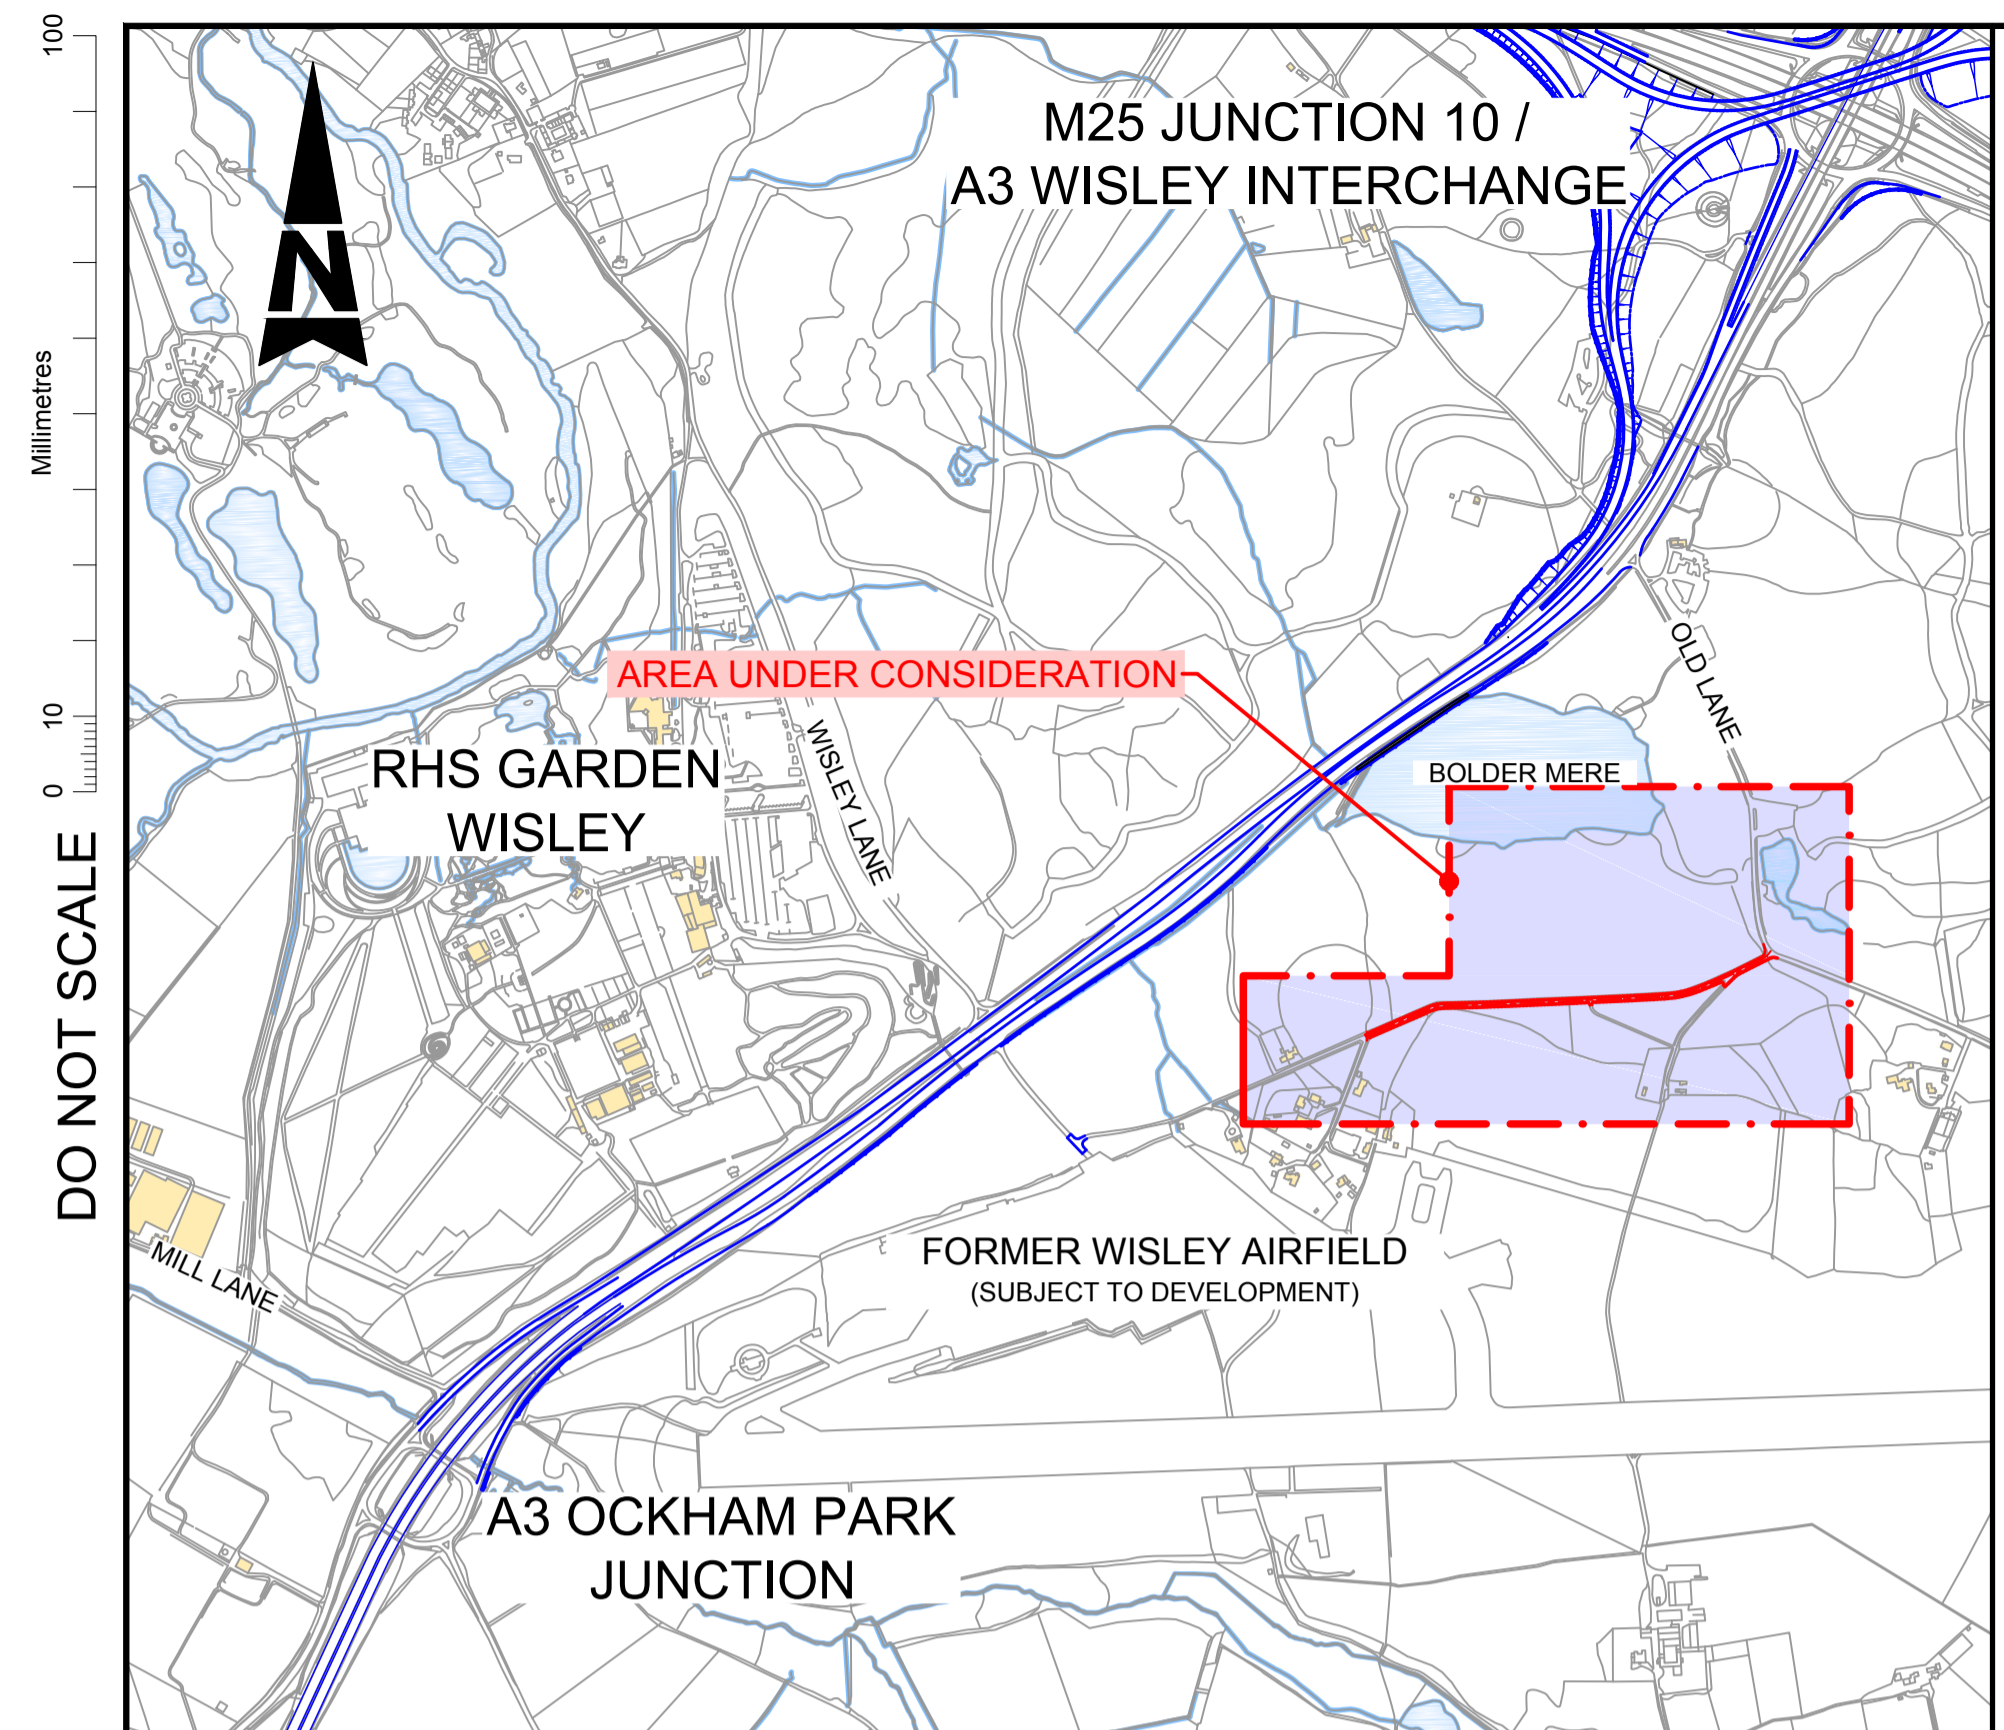 100
Millimetres
10
0
DO NOT SCALE
N
M25 JUNCTION 10 /
A3 WISLEY INTERCHANGE
OLD LANE
AREA UNDER CONSIDERATION
WISLEY LANE
RHS GARDEN
WISLEY
BOLDER MERE
MILL LANE
FORMER WISLEY AIRFIELD
(SUBJECT TO DEVELOPMENT)
A3 OCKHAM PARK
JUNCTION